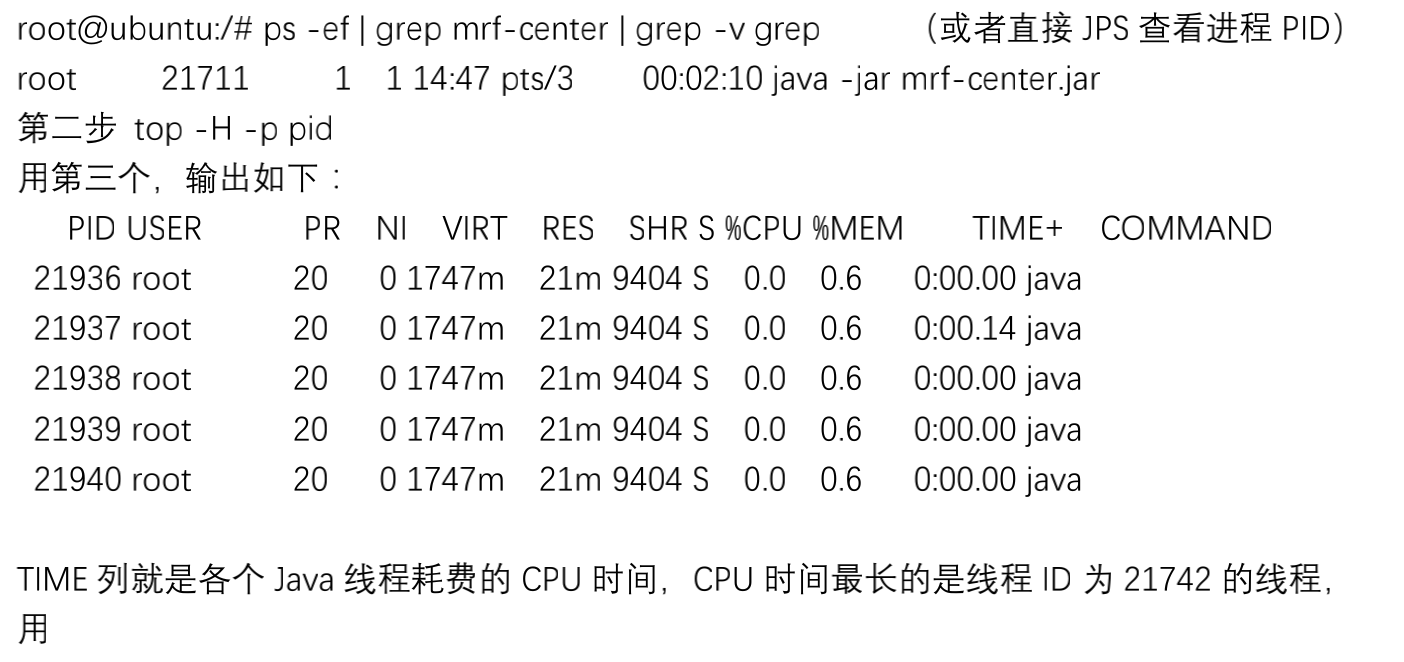 root@ubuntu:/# ps -ef | grep mrf-center | grep -v grep （或者直接 JPS 查看进程 PID）
root 21711 1 1 14:47 pts/3 00:02:10 java -jar mrf-center.jar
第二步 top -H -p pid
用第三个，输出如下：
PID USER PR NI VIRT RES SHR S %CPU %MEM TIME+ COMMAND
21936 root 20 0 1747m 21m 9404 S 0.0 0.6 0:00.00 java
21937 root 20 0 1747m 21m 9404 S 0.0 0.6 0:00.14 java
21938 root 20 0 1747m 21m 9404 S 0.0 0.6 0:00.00 java
21939 root 20 0 1747m 21m 9404 S 0.0 0.6 0:00.00 java
21940 root 20 0 1747m 21m 9404 S 0.0 0.6 0:00.00 java
TIME 列就是各个 Java 线程耗费的 CPU 时间，CPU 时间最长的是线程 ID 为 21742 的线程，
用